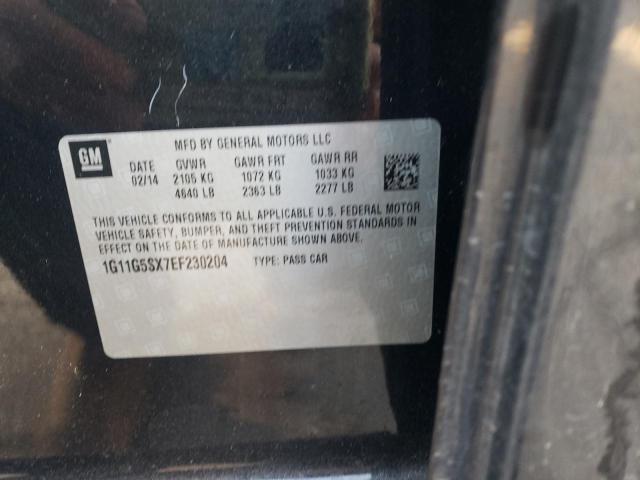 GM
MFD BY GENERAL MOTORS LLC
DATE GVWR GAWR FRT GAWR RR
02/14 2105 KG 1072 KG 1033 KG
4640 LB 2363 LB 2277 LB
THIS VEHICLE CONFORMS TO ALL APPLICABLE U.S. FEDERAL MOTOR
VEHICLE SAFETY, BUMPER, AND THEFT PREVENTION STANDARDS IN
EFFECT ON THE DATE OF MANUFACTURE SHOWN ABOVE.
1G11G5SX7EF230204 TYPE: PASS CAR